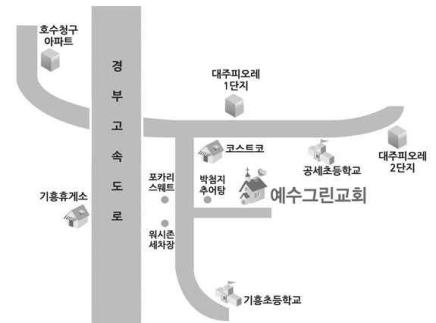 호수청구
아파트
경
부
고
속
도
로
대주피오레
1단지
코스트코
공세초등학교
대주피오레
2단지
포카리
스웨트
박첨지
추어탕
예수그린교회
기흥휴게소
워시존
세차장
기흥초등학교